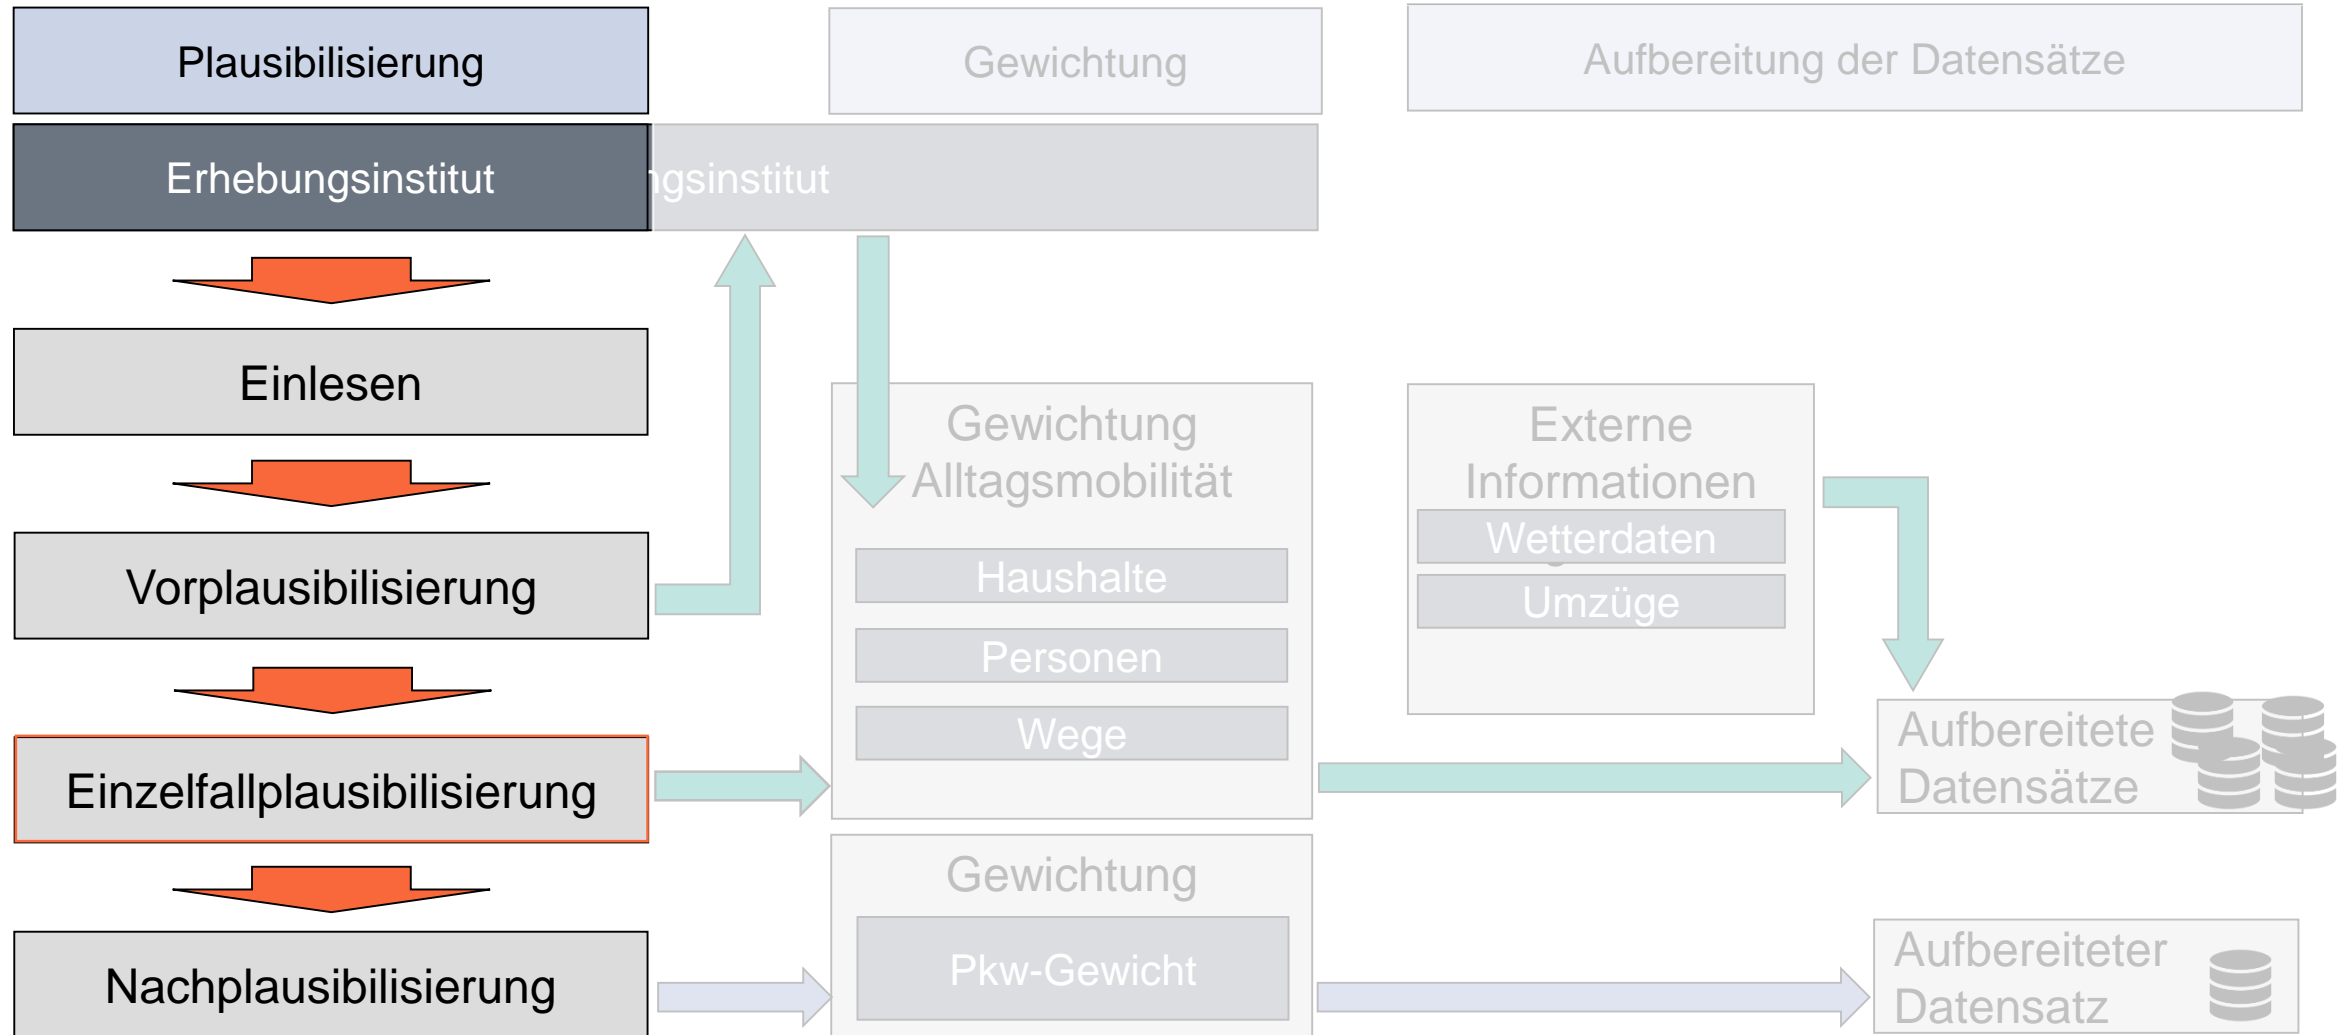 Plausibilisierung
Gewichtung
Aufbereitung der Datensätze
Erhebungsinstitut
ngsinstitut
Einlesen
Vorplausibilisierung
Einzelfallplausibilisierung
Nachplausibilisierung
Gewichtung
Alltagsmobilität
Haushalte
Personen
Wege
Gewichtung
Pkw-Gewicht
Externe
Informationen
Wetterdaten
Umzüge
Aufbereitete
Datensätze
Aufbereiteter
Datensatz